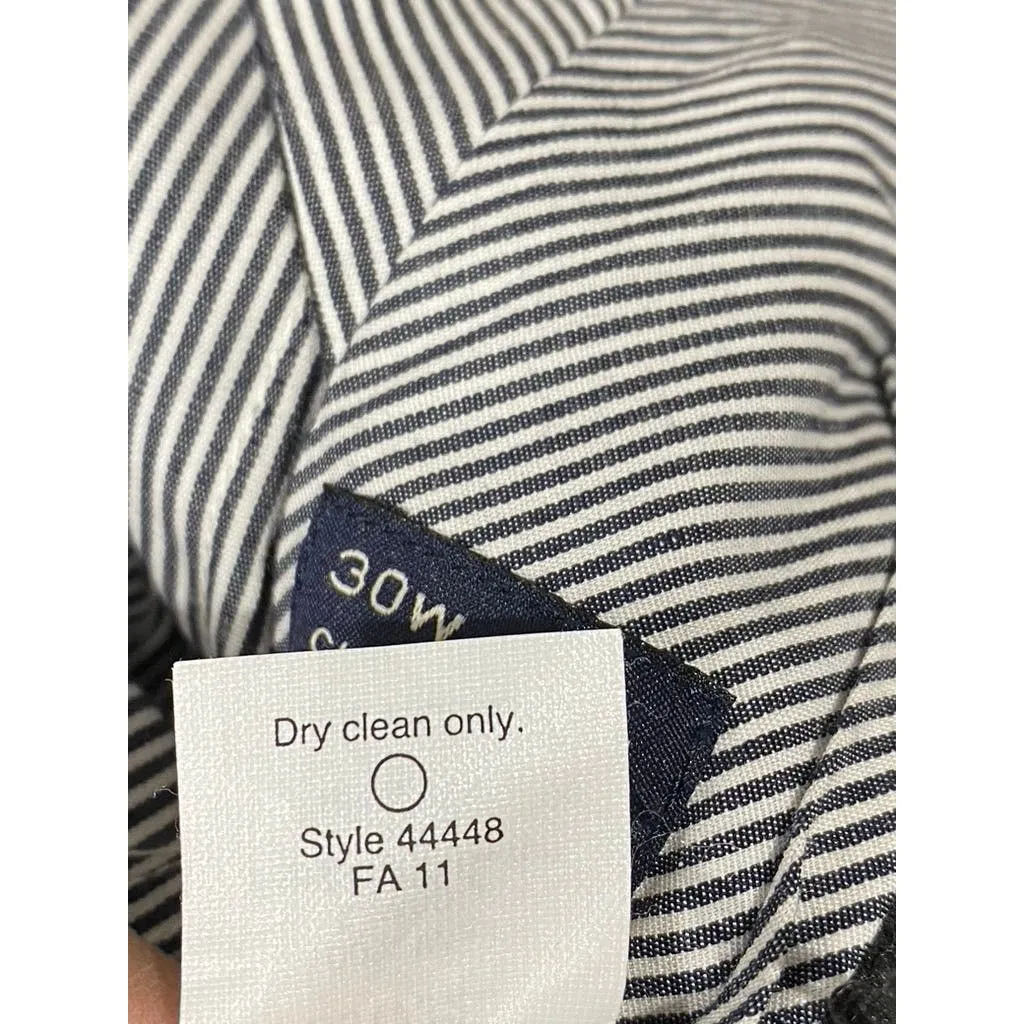 30W
Dry clean only.
Style 44448
FA 11